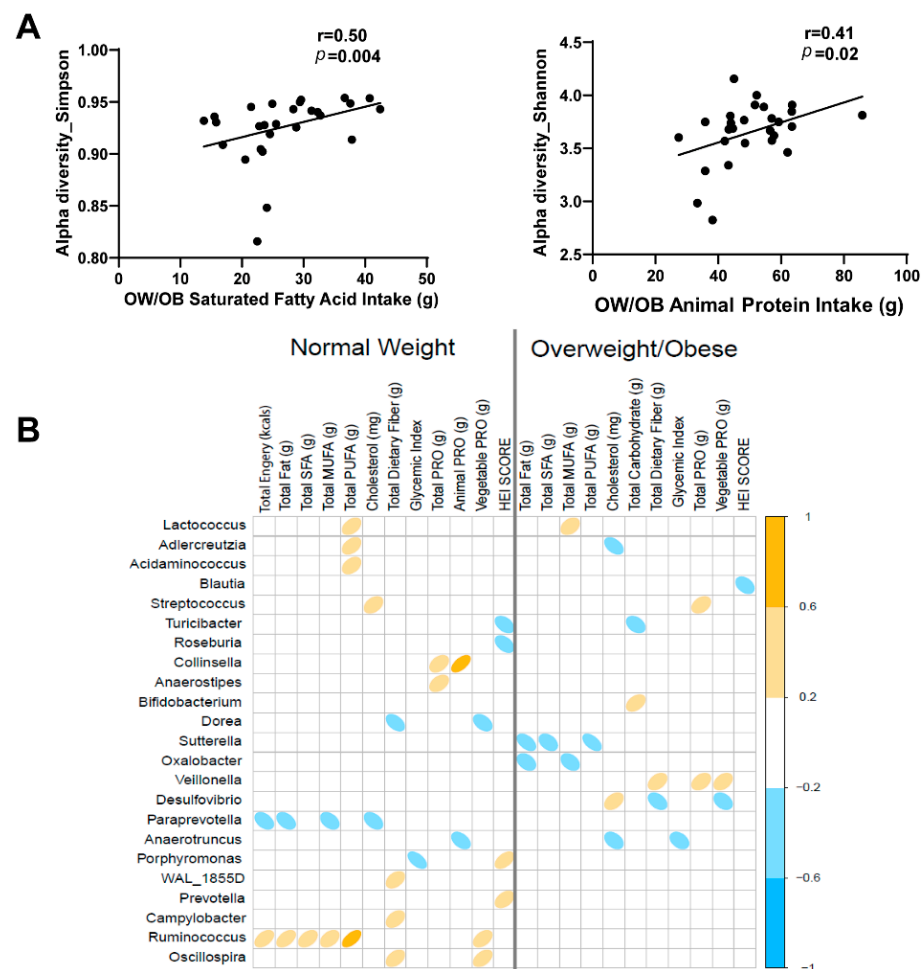 A
r=0.50
p=0.004
Alpha diversity_Simpson
1.00
0.95
0.90
0.85
0.80
0
10
20
30
40
50
OW/OB Saturated Fatty Acid Intake (g)
r=0.41
p=0.02
Alpha diversity_Shannon
4.5
4.0
3.5
3.0
2.5
0
20
40
60
80
100
OW/OB Animal Protein Intake (g)
Normal Weight
Overweight/Obese
B
Total Engery (kcals)
Total Fat (g)
Total SFA (g)
Total MUFA (g)
Total PUFA (g)
Cholesterol (mg)
Total Dietary Fiber (g)
Glycemic Index
Total PRO (g)
Animal PRO (g)
Vegetable PRO (g)
HEI SCORE
Total Fat (g)
Total SFA (g)
Total MUFA (g)
Total PUFA (g)
Cholesterol (mg)
Total Carbohydrate (g)
Total Dietary Fiber (g)
Glycemic Index
Total PRO (g)
Vegetable PRO (g)
HEI SCORE
Lactococcus
Adlercreutzia
Acidaminococcus
Blautia
Streptococcus
Turicibacter
Roseburia
Collinsella
Anaerostipes
Bifidobacterium
Dorea
Sutterella
Oxalobacter
Veillonella
Desulfovibrio
Paraprevotella
Anaerotruncus
Porphyromonas
WAL_1855D
Prevotella
Campylobacter
Ruminococcus
Oscillospira
1
0.6
0.2
−0.2
−0.6
−1